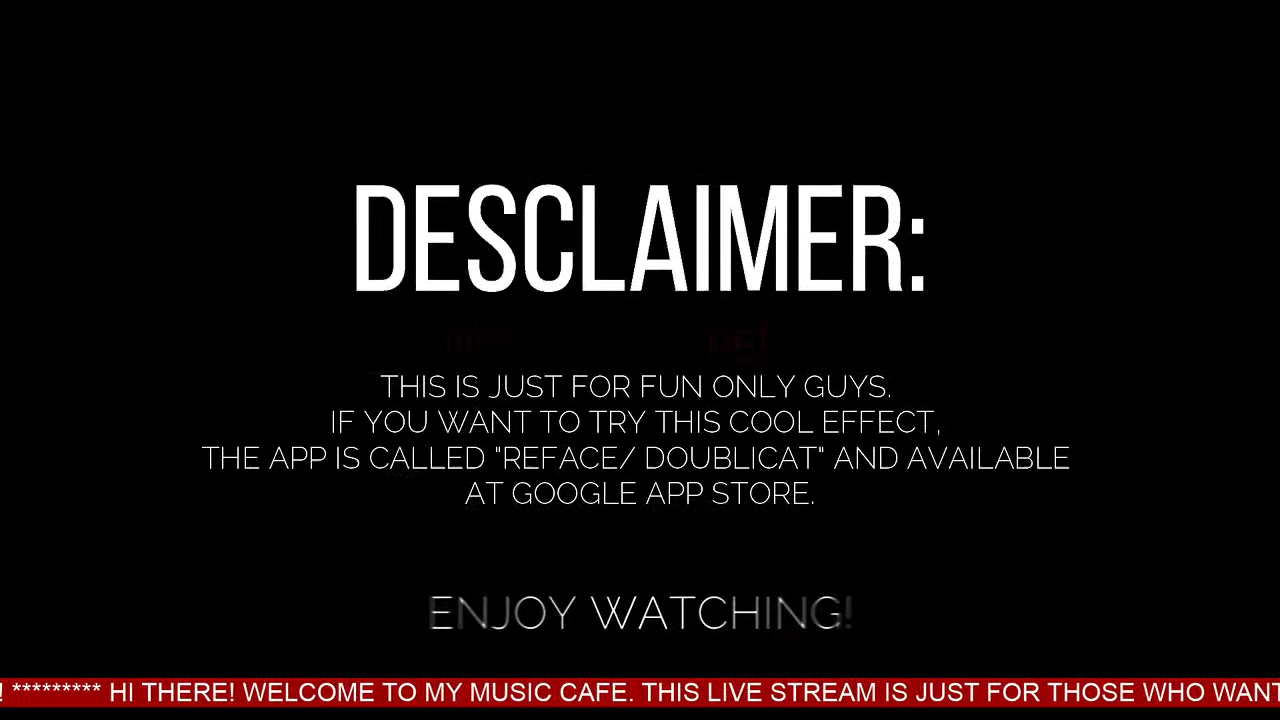 DESCLAIMER:
THIS IS JUST FOR FUN ONLY GUYS.
IF YOU WANT TO TRY THIS COOL EFFECT,
THE APP IS CALLED "REFACE/ DOUBLICAT" AND AVAILABLE
AT GOOGLE APP STORE.
ENJOY WATCHING!
! ********* HI THERE! WELCOME TO MY MUSIC CAFE. THIS LIVE STREAM IS JUST FOR THOSE WHO WANT